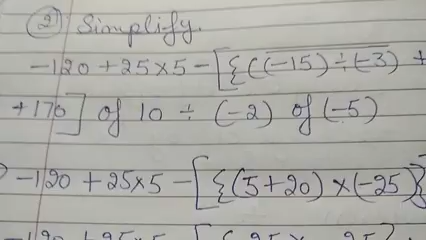 (2) Simplify.
-120 + 25 × 5 - [{((-15) ÷ (-3) +
+170] of 10 ÷ (-2) of (-5)
-120 + 25 × 5 - [{(5 + 20) × (-25)}